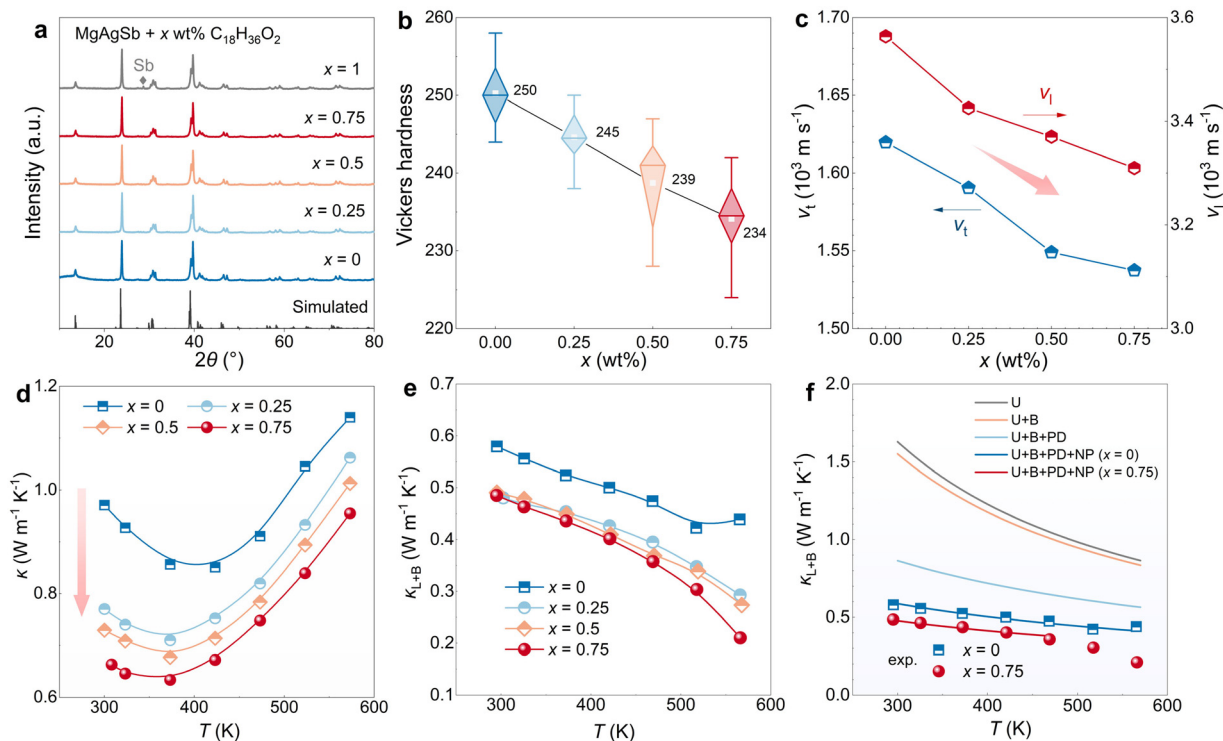 a
MgAgSb + x wt% C₁₈H₃₆O₂
Sb
x = 1
x = 0.75
x = 0.5
x = 0.25
x = 0
Simulated
Intensity (a.u.)
20 40 60 80
2θ (°)
b
260
250
240
230
220
Vickers hardness
250
245
239
234
0.00 0.25 0.50 0.75
x (wt%)
c
1.70
1.65
1.60
1.55
1.50
vt (10³ m s⁻¹)
3.6
3.4
3.2
3.0
vl (10³ m s⁻¹)
vl
vt
0.00 0.25 0.50 0.75
x (wt%)
d
1.2
1.0
0.8
0.6
κ (W m⁻¹ K⁻¹)
x = 0 x = 0.25
x = 0.5 x = 0.75
300 400 500 600
T (K)
e
0.7
0.6
0.5
0.4
0.3
0.2
0.1
κL+B (W m⁻¹ K⁻¹)
x = 0
x = 0.25
x = 0.5
x = 0.75
300 400 500 600
T (K)
f
2.0
1.5
1.0
0.5
0.0
κL+B (W m⁻¹ K⁻¹)
U
U+B
U+B+PD
U+B+PD+NP (x = 0)
U+B+PD+NP (x = 0.75)
exp.
x = 0
x = 0.75
300 400 500 600
T (K)